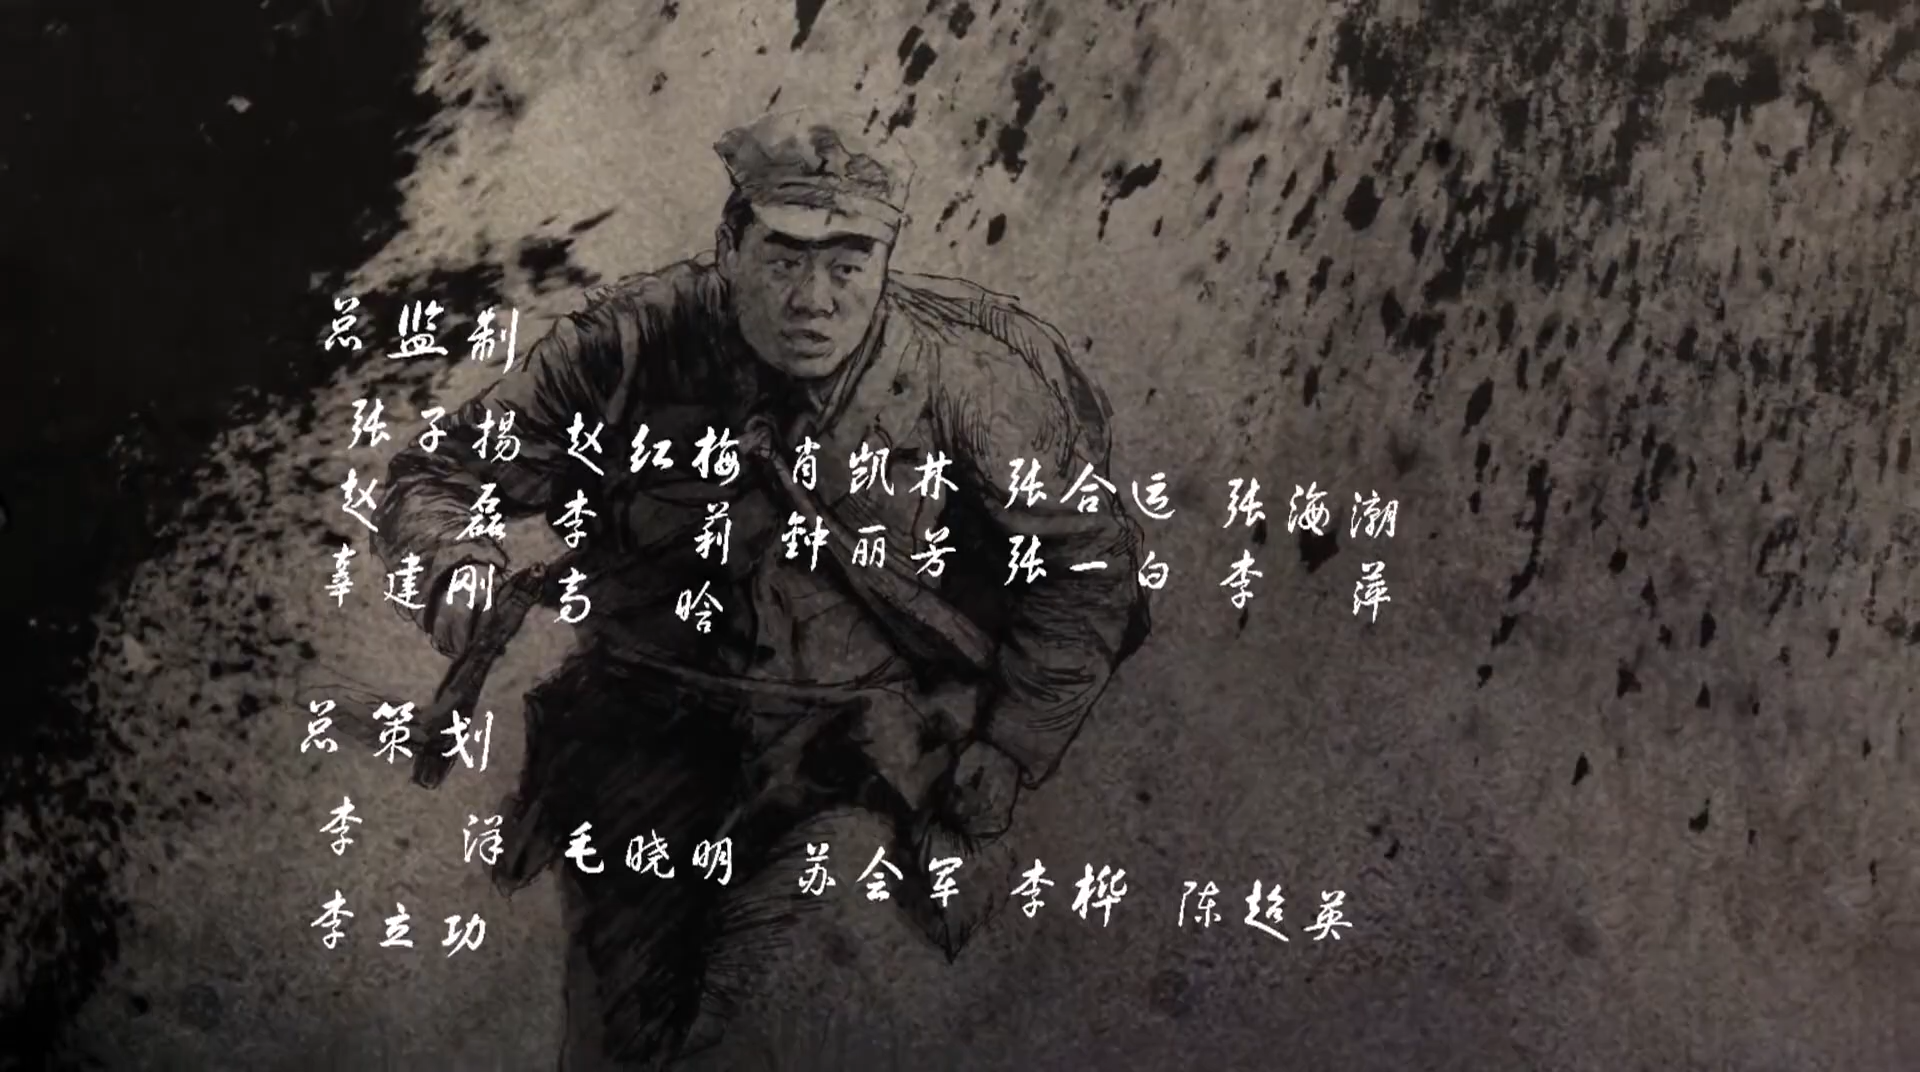 总监制
张子扬 赵红梅 肖凯林 张合运 张海潮
赵磊 李莉 钟丽芳 张一白 李萍
辜建刚 高晗
总策划
李洋 毛晓明 苏会军 李桦 陈超英
李立功